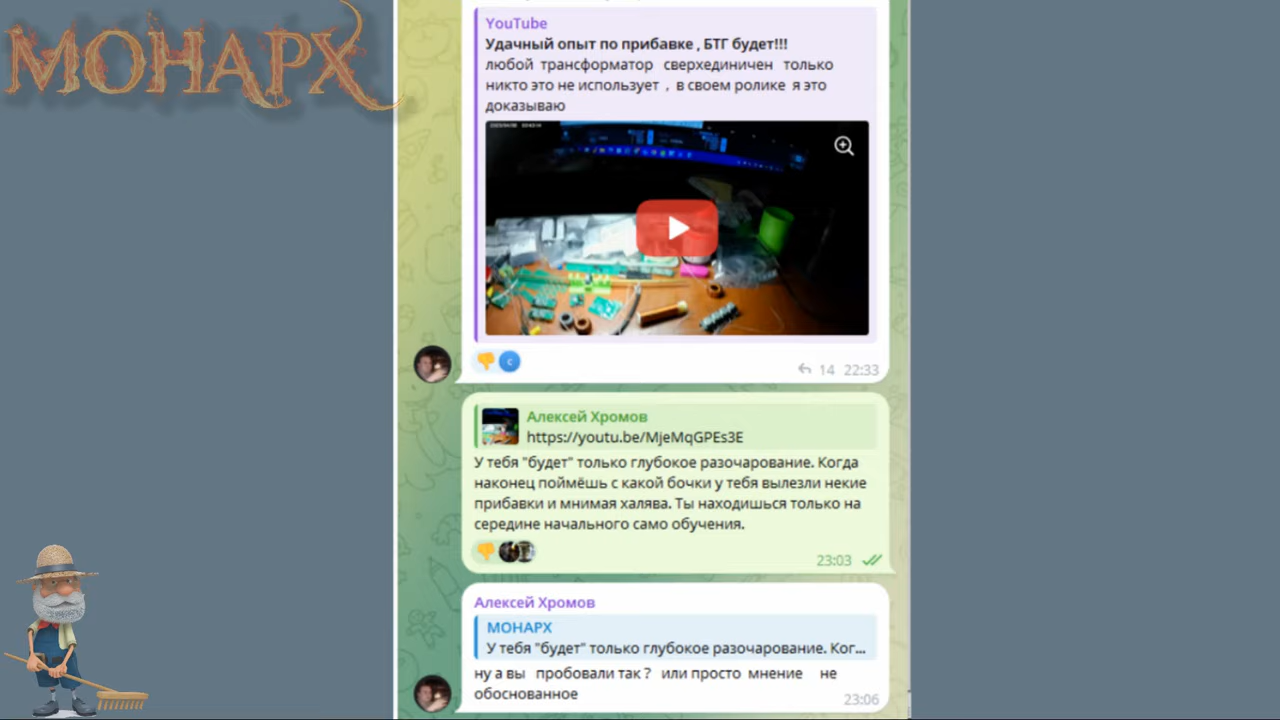 МОНАРХ
YouTube
Удачный опыт по прибавке , БТГ будет!!!
любой трансформатор сверхединичен только
никто это не использует , в своем ролике я это
доказываю
14 22:33
Алексей Хромов
https://youtu.be/MjeMqGPEs3E
У тебя "будет" только глубокое разочарование. Когда
наконец поймёшь с какой бочки у тебя вылезли некие
прибавки и мнимая халява. Ты находишься только на
середине начального само обучения.
23:03
Алексей Хромов
МОНАРХ
У тебя "будет" только глубокое разочарование. Ког...
ну а вы пробовали так ? или просто мнение не
обоснованное
23:06